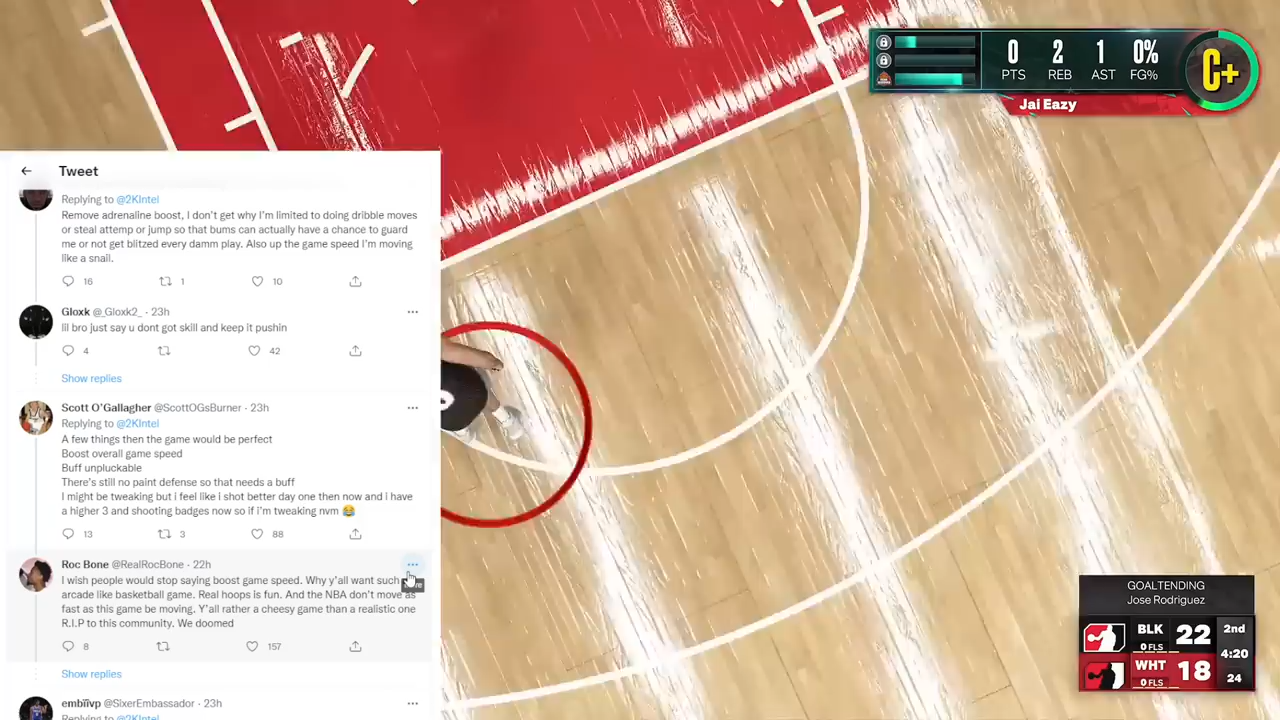 0 2 1 0%
PTS REB AST FG%
C+
Jai Eazy
← Tweet
Replying to @2KIntel
Remove adrenaline boost, I don't get why I'm limited to doing dribble moves
or steal attemp or jump so that bums can actually have a chance to guard
me or not get blitzed every damm play. Also up the game speed I'm moving
like a snail.
16 1 10
Gloxk @_Gloxk2_ · 23h
lil bro just say u dont got skill and keep it pushin
4 42
Show replies
Scott O'Gallagher @ScottOGsBurner · 23h
Replying to @2KIntel
A few things then the game would be perfect
Boost overall game speed
Buff unpluckable
There's still no paint defense so that needs a buff
I might be tweaking but i feel like i shot better day one then now and i have
a higher 3 and shooting badges now so if i'm tweaking nvm 😂
13 3 88
Roc Bone @RealRocBone · 22h
I wish people would stop saying boost game speed. Why y'all want such
arcade like basketball game. Real hoops is fun. And the NBA don't move as
fast as this game be moving. Y'all rather a cheesy game than a realistic one
R.I.P to this community. We doomed
8 157
Show replies
embiivp @SixerEmbassador · 23h
Replying to @2KIntel
GOALTENDING
Jose Rodriguez
BLK 22 2nd
0 FLS
4:20
WHT 18 24
0 FLS